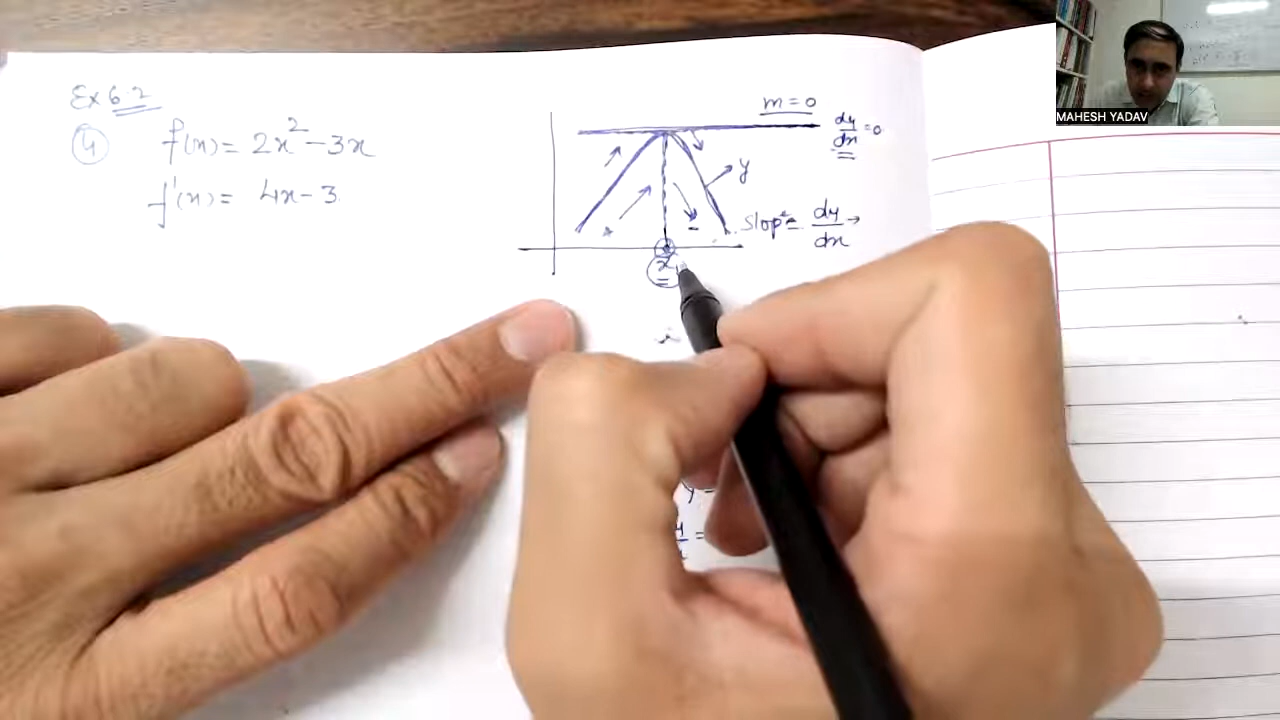 Ex 6.2
④ f(x) = 2x² - 3x
f'(x) = 4x - 3
m = 0
dy/dx = 0
y
Slope = dy/dx →
MAHESH YADAV